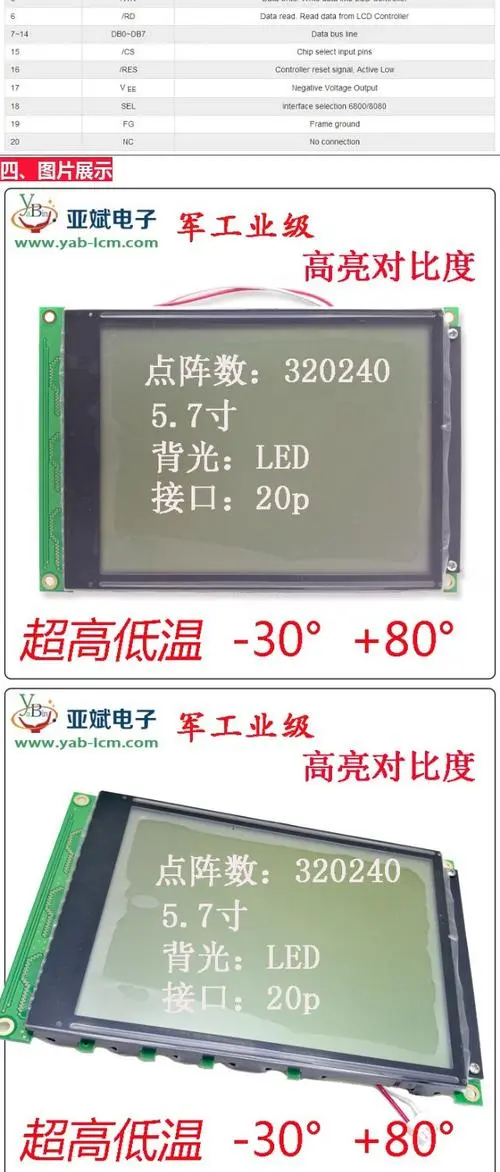 6 /RD Data read. Read data from LCD Controller
7~14 DB0~DB7 Data bus line
15 /CS Chip select input pins
16 /RES Controller reset signal, Active Low
17 V EE Negative Voltage Output
18 SEL interface selection 6800/8080
19 FG Frame ground
20 NC No connection
四、图片展示
YaBin 亚斌电子 军工业级
www.yab-lcm.com
高亮对比度
点阵数：320240
5.7寸
背光：LED
接口：20p
超高低温 -30° +80°
YaBin 亚斌电子 军工业级
www.yab-lcm.com
高亮对比度
点阵数：320240
5.7寸
背光：LED
接口：20p
超高低温 -30° +80°